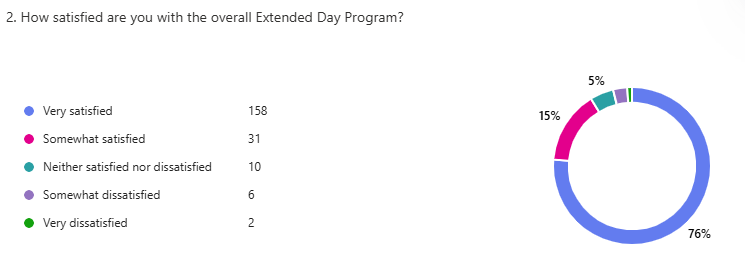 2. How satisfied are you with the overall Extended Day Program?
5%
Very satisfied 158
15%
Somewhat satisfied 31
Neither satisfied nor dissatisfied 10
Somewhat dissatisfied 6
Very dissatisfied 2
76%